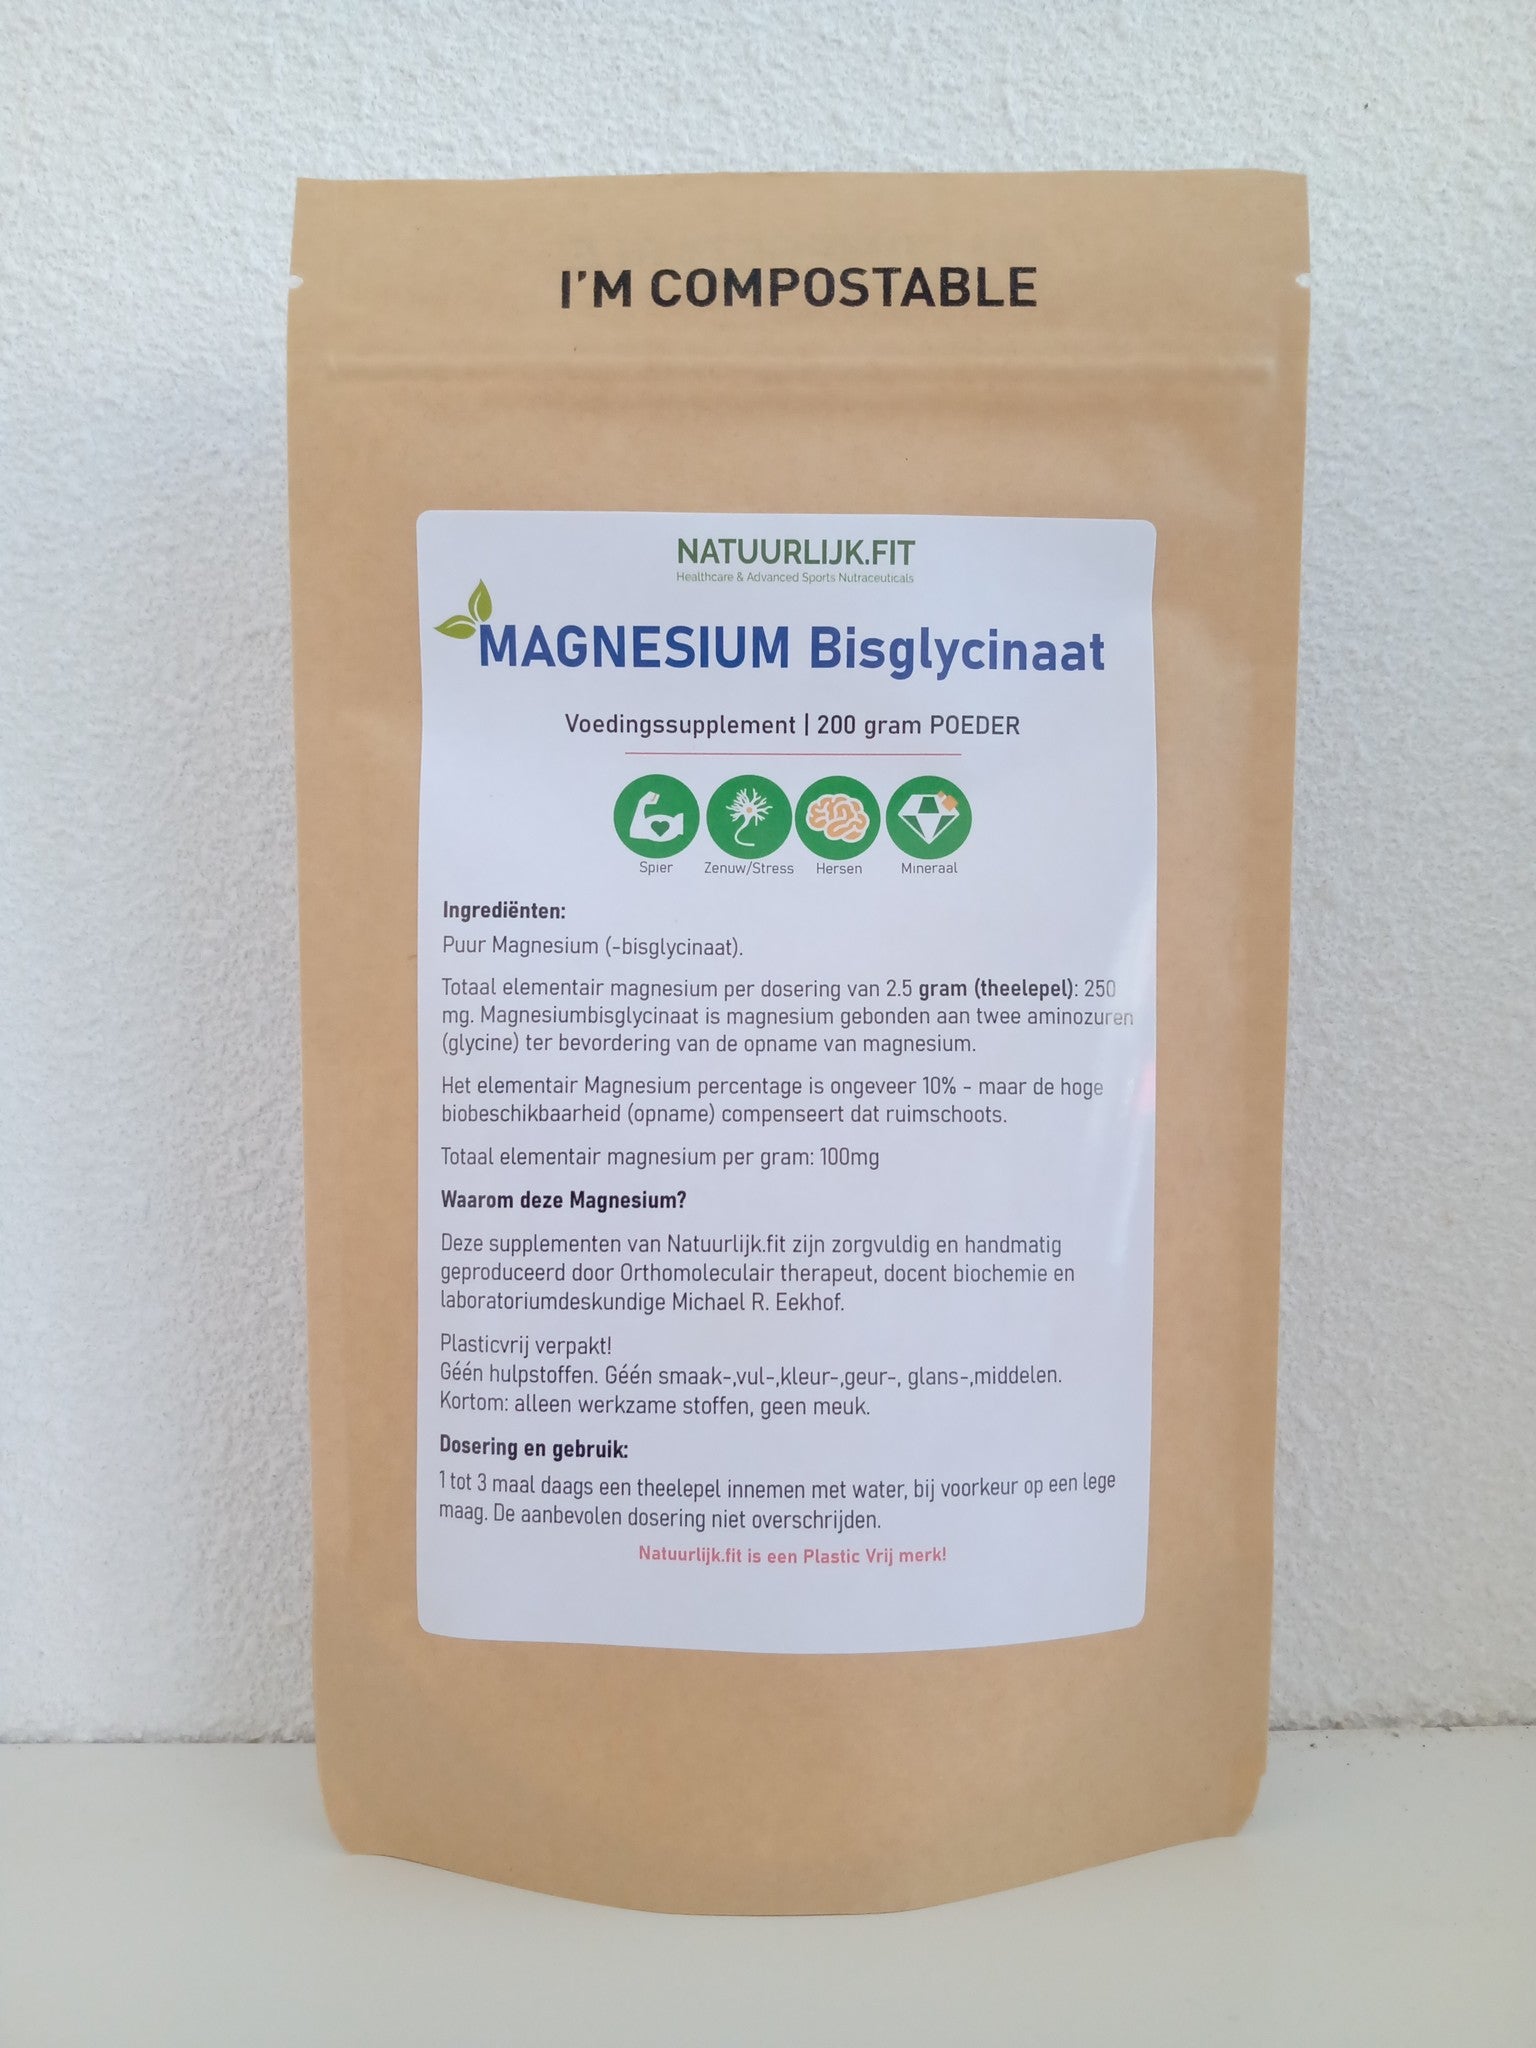 I'M COMPOSTABLE
NATUURLIJK.FIT
Healthcare & Advanced Sports Nutraceuticals
MAGNESIUM Bisglycinaat
Voedingssupplement | 200 gram POEDER
Spier Zenuw/Stress Hersen Mineraal
Ingrediënten:
Puur Magnesium (-bisglycinaat).
Totaal elementair magnesium per dosering van 2.5 gram (theelepel): 250
mg. Magnesiumbisglycinaat is magnesium gebonden aan twee aminozuren
(glycine) ter bevordering van de opname van magnesium.
Het elementair Magnesium percentage is ongeveer 10% - maar de hoge
biobeschikbaarheid (opname) compenseert dat ruimschoots.
Totaal elementair magnesium per gram: 100mg
Waarom deze Magnesium?
Deze supplementen van Natuurlijk.fit zijn zorgvuldig en handmatig
geproduceerd door Orthomoleculair therapeut, docent biochemie en
laboratoriumdeskundige Michael R. Eekhof.
Plasticvrij verpakt!
Géén hulpstoffen. Géén smaak-,vul-,kleur-,geur-, glans-,middelen.
Kortom: alleen werkzame stoffen, geen meuk.
Dosering en gebruik:
1 tot 3 maal daags een theelepel innemen met water, bij voorkeur op een lege
maag. De aanbevolen dosering niet overschrijden.
Natuurlijk.fit is een Plastic Vrij merk!